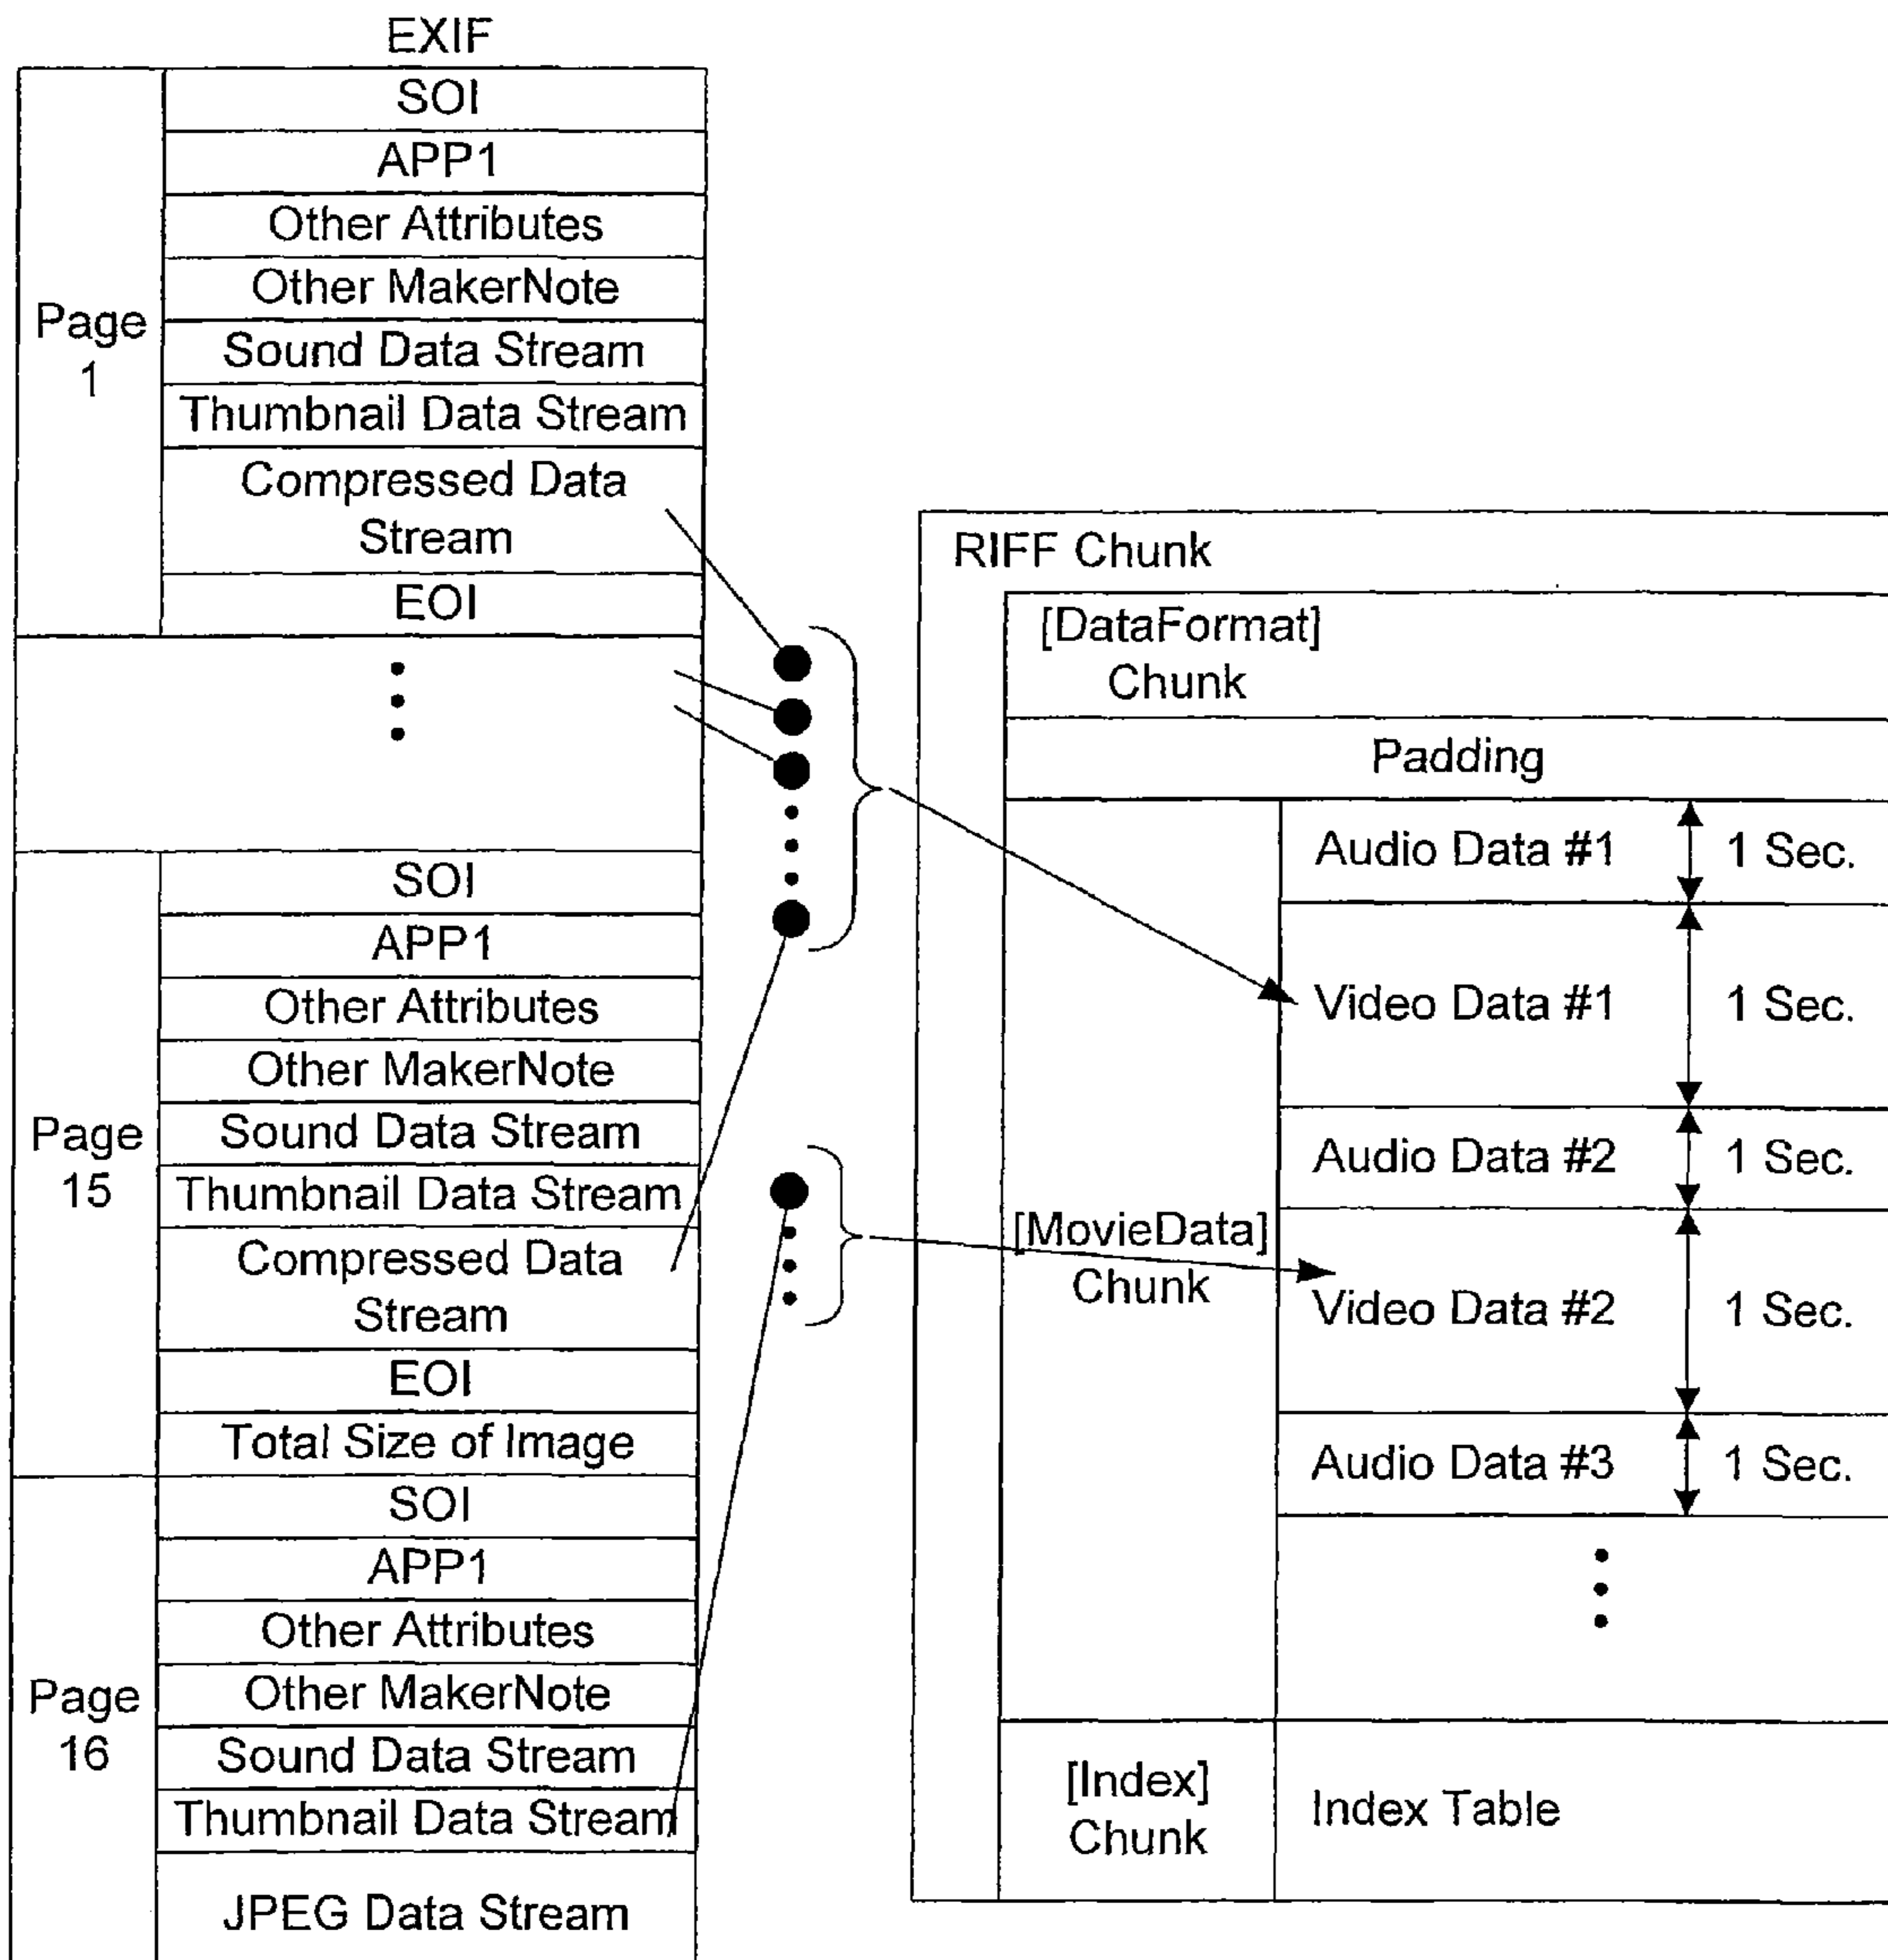 EXIF
Page
1
SOI
APP1
Other Attributes
Other MakerNote
Sound Data Stream
Thumbnail Data Stream
Compressed Data
Stream
EOI
Page
15
SOI
APP1
Other Attributes
Other MakerNote
Sound Data Stream
Thumbnail Data Stream
Compressed Data
Stream
EOI
Total Size of Image
Page
16
SOI
APP1
Other Attributes
Other MakerNote
Sound Data Stream
Thumbnail Data Stream
JPEG Data Stream
RIFF Chunk
[DataFormat]
Chunk
Padding
[MovieData]
Chunk
Audio Data #1 1 Sec.
Video Data #1 1 Sec.
Audio Data #2 1 Sec.
Video Data #2 1 Sec.
Audio Data #3 1 Sec.
[Index]
Chunk
Index Table